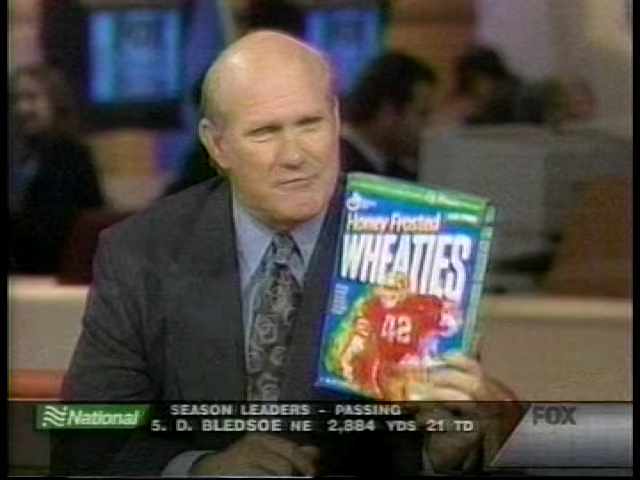 Honey Frosted
WHEATIES
42
National
SEASON LEADERS - PASSING
5. D. BLEDSOE NE 2,884 YDS 21 TD
FOX